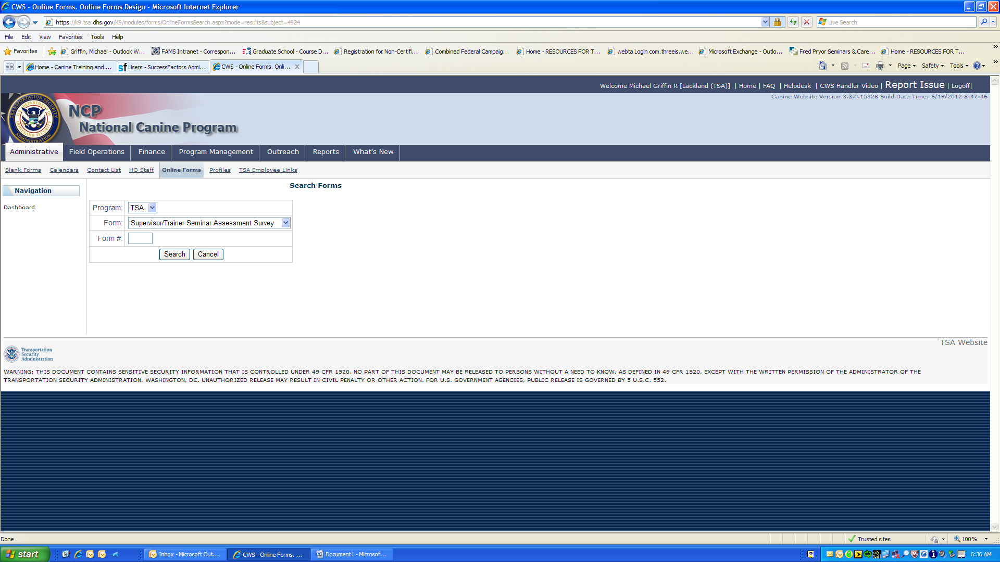 CWS - Online Forms. Online Forms Design - Microsoft Internet Explorer
https://k9.tsa.dhs.gov/K9/modules/forms/OnlineFormsSearch.aspx?mode=results&subject=4924
Live Search
File Edit View Favorites Tools Help
Favorites Griffin, Michael - Outlook W... FAMS Intranet - Correspon... Graduate School - Course D... Registration for Non-Certifi... Combined Federal Campaig... Home - RESOURCES FOR T... webta Login com.threeis.we... Microsoft Exchange - Outlo... Fred Pryor Seminars & Care... Home - RESOURCES FOR T...
Home - Canine Training and ... Users - SuccessFactors Admi... CWS - Online Forms. Onli... Page Safety Tools
Welcome Michael Griffin R [Lackland (TSA)] | Home | FAQ | Helpdesk | CWS Handler Video | Report Issue | Logoff|
Canine Website Version 3.3.0.15328 Build Date Time: 6/19/2012 8:47:46
NCP
National Canine Program
Administrative Field Operations Finance Program Management Outreach Reports What's New
Blank Forms Calendars Contact List HQ Staff Online Forms Profiles TSA Employee Links
Navigation
Dashboard
Search Forms
Program: TSA
Form: Supervisor/Trainer Seminar Assessment Survey
Form #:
Search Cancel
TSA Website
Transportation
Security
Administration
WARNING: THIS DOCUMENT CONTAINS SENSITIVE SECURITY INFORMATION THAT IS CONTROLLED UNDER 49 CFR 1520. NO PART OF THIS DOCUMENT MAY BE RELEASED TO PERSONS WITHOUT A NEED TO KNOW, AS DEFINED IN 49 CFR 1520, EXCEPT WITH THE WRITTEN PERMISSION OF THE ADMINISTRATOR OF THE
TRANSPORTATION SECURITY ADMINISTRATION, WASHINGTON, DC. UNAUTHORIZED RELEASE MAY RESULT IN CIVIL PENALTY OR OTHER ACTION. FOR U.S. GOVERNMENT AGENCIES, PUBLIC RELEASE IS GOVERNED BY 5 U.S.C. 552.
Done Trusted sites 100%
start Inbox - Microsoft Out... CWS - Online Forms. ... Document1 - Microsof... 6:36 AM